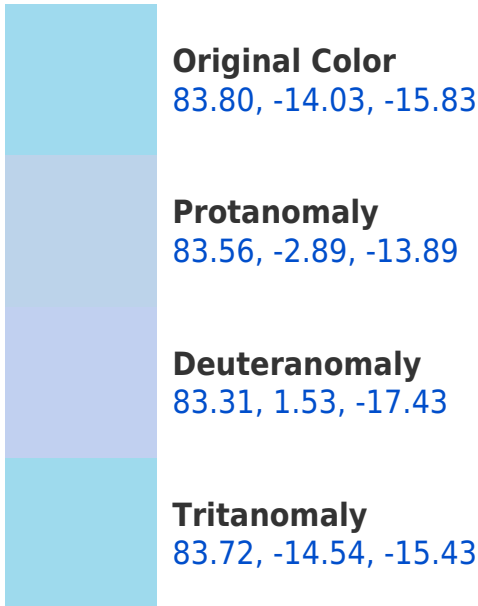 Original Color
83.80, -14.03, -15.83
Protanomaly
83.56, -2.89, -13.89
Deuteranomaly
83.31, 1.53, -17.43
Tritanomaly
83.72, -14.54, -15.43